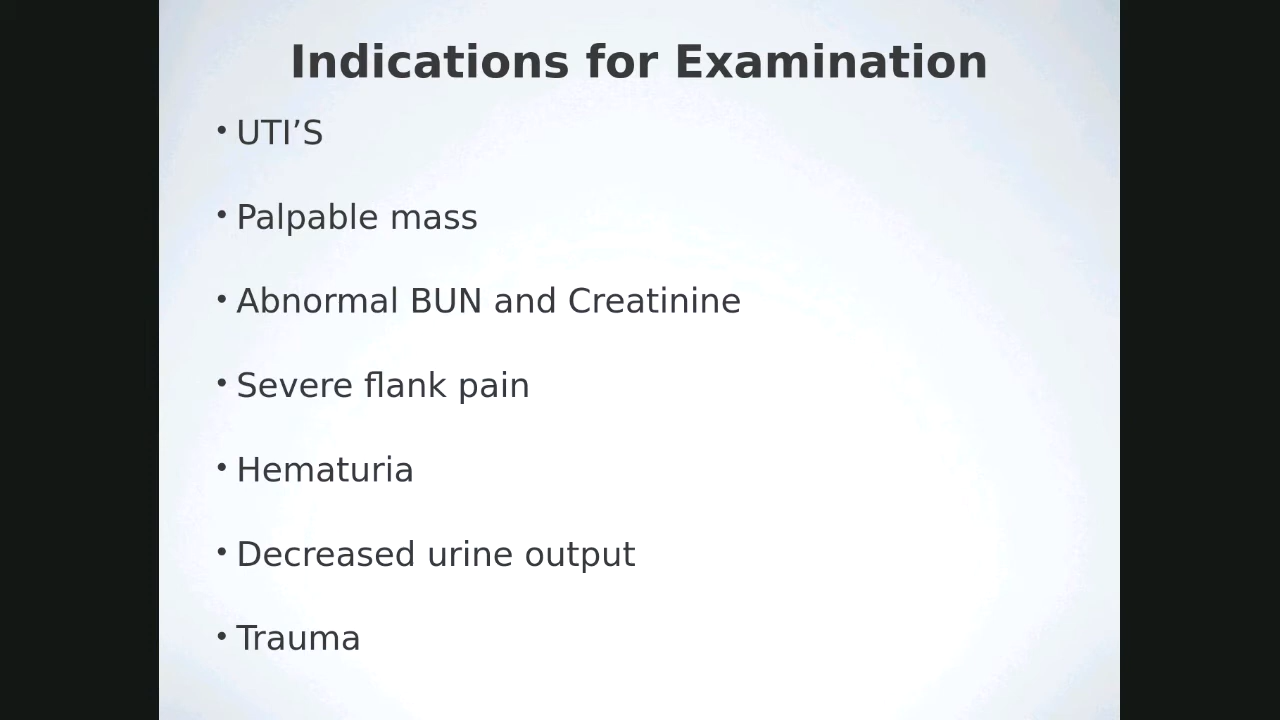 Indications for Examination
• UTI’S
• Palpable mass
• Abnormal BUN and Creatinine
• Severe flank pain
• Hematuria
• Decreased urine output
• Trauma